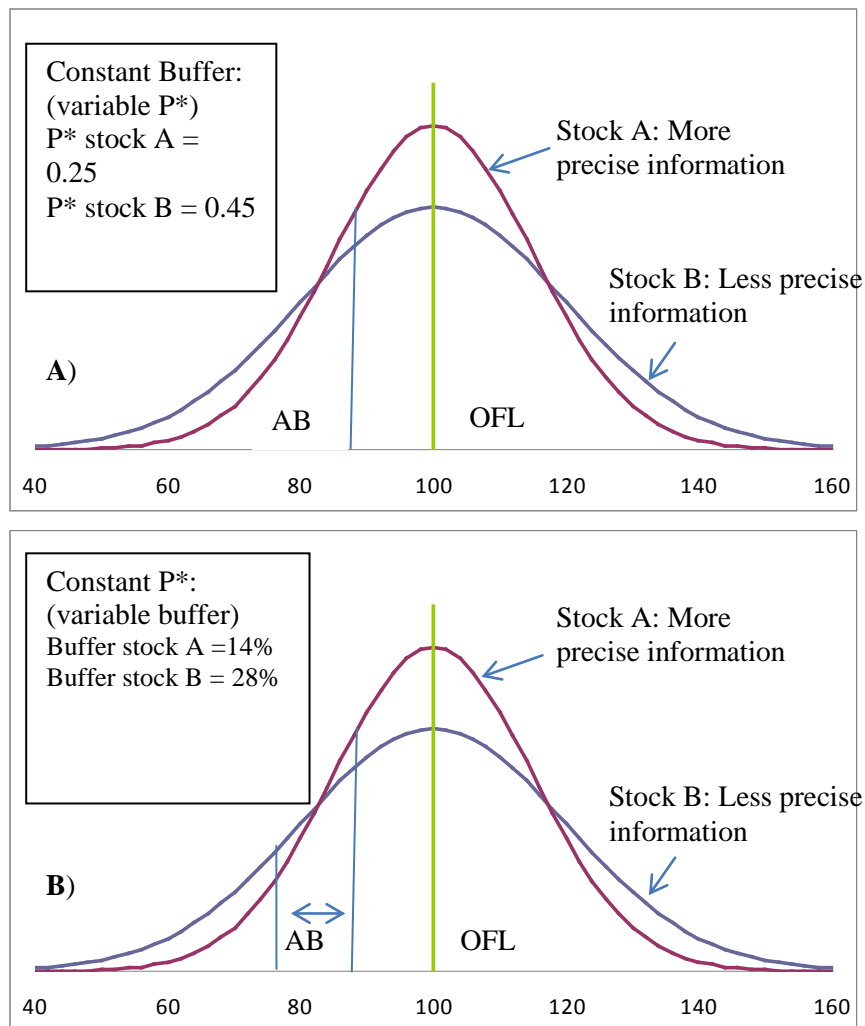 Constant Buffer:
(variable P*)
P* stock A =
0.25
P* stock B = 0.45
Stock A: More
precise information
Stock B: Less precise
information
A)
AB
OFL
40 60 80 100 120 140 160
Constant P*:
(variable buffer)
Buffer stock A =14%
Buffer stock B = 28%
Stock A: More
precise information
Stock B: Less precise
information
B)
AB
OFL
40 60 80 100 120 140 160